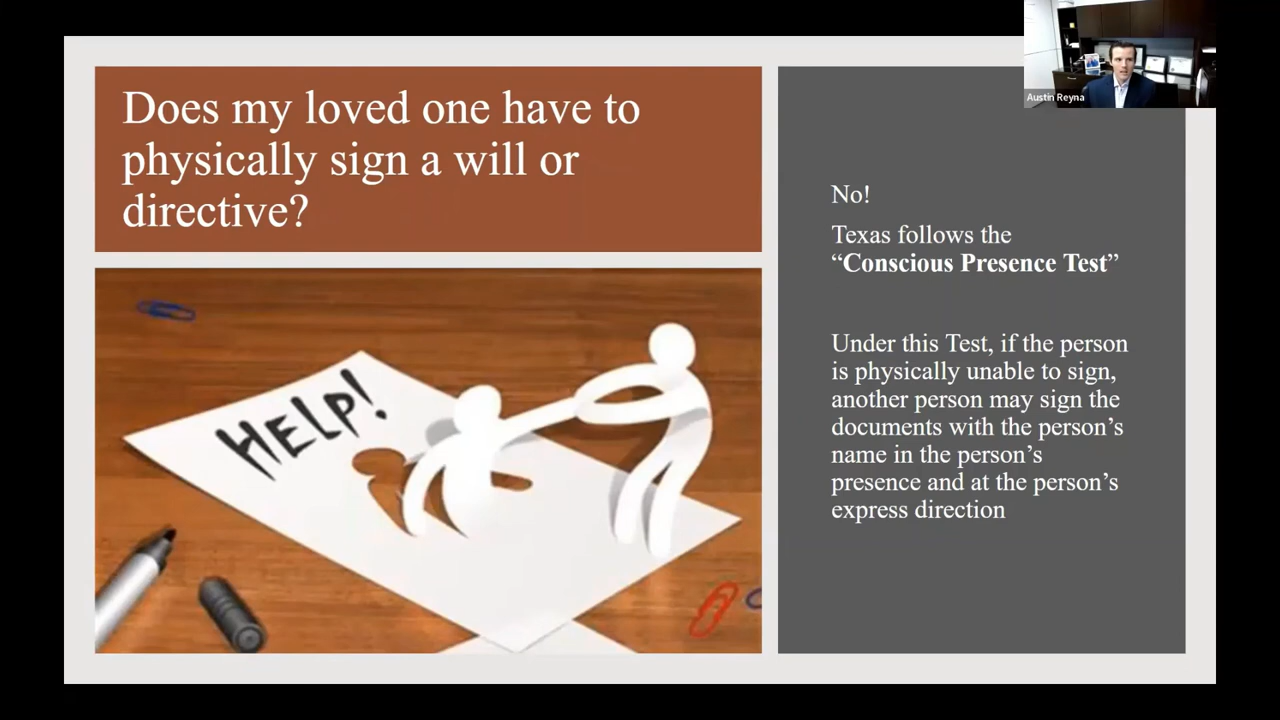 Austin Reyna
Does my loved one have to
physically sign a will or
directive?
HELP!
No!
Texas follows the
“Conscious Presence Test”
Under this Test, if the person
is physically unable to sign,
another person may sign the
documents with the person’s
name in the person’s
presence and at the person’s
express direction